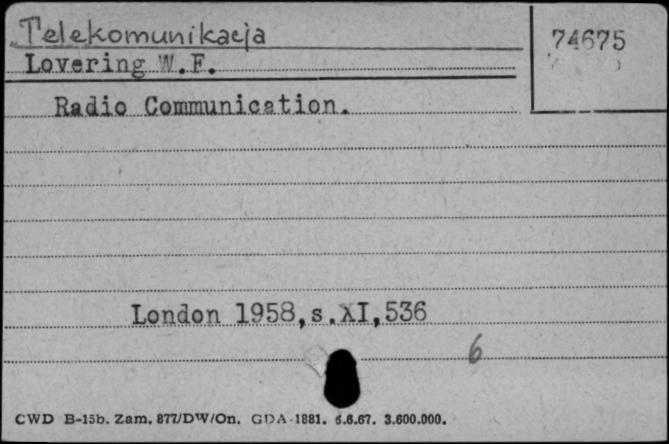 Telekomunikacja
74675
Lovering W.F.
Radio Communication.
London 1958,s.XI,536
6
CWD B-15b. Zam. 877/DW/On. GDA-1881. 6.6.67. 3.600.000.